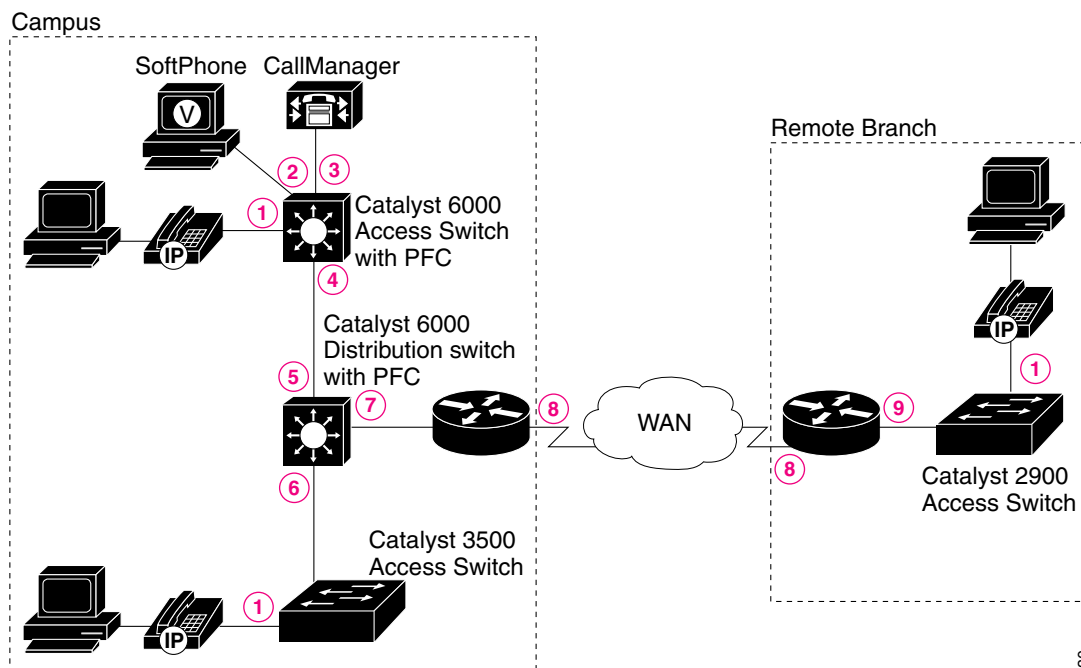 Campus
SoftPhone
CallManager
V
2
3
1
IP
Catalyst 6000
Access Switch
with PFC
4
Catalyst 6000
Distribution switch
with PFC
5
7
6
8
WAN
Catalyst 3500
Access Switch
1
IP
Remote Branch
IP
1
9
8
Catalyst 2900
Access Switch